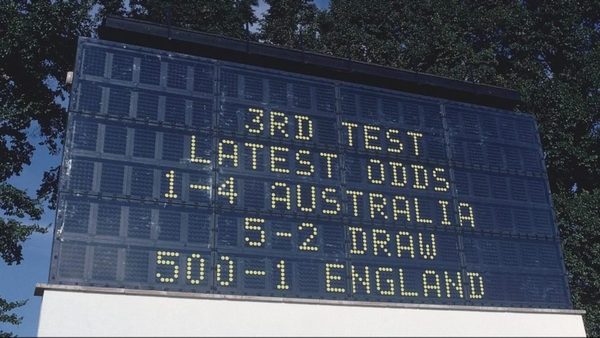 3RD TEST
LATEST ODDS
1-4 AUSTRALIA
5-2 DRAW
500-1 ENGLAND